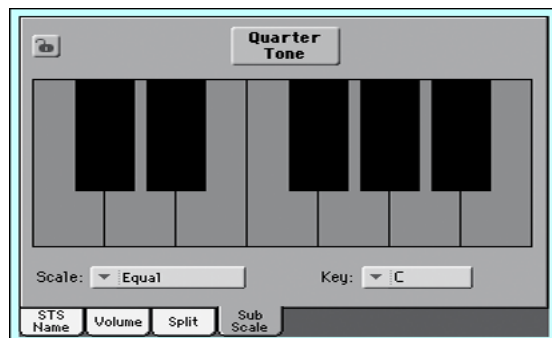 Quarter
Tone
Scale: Equal Key: C
STS
Name Volume Split Sub
Scale